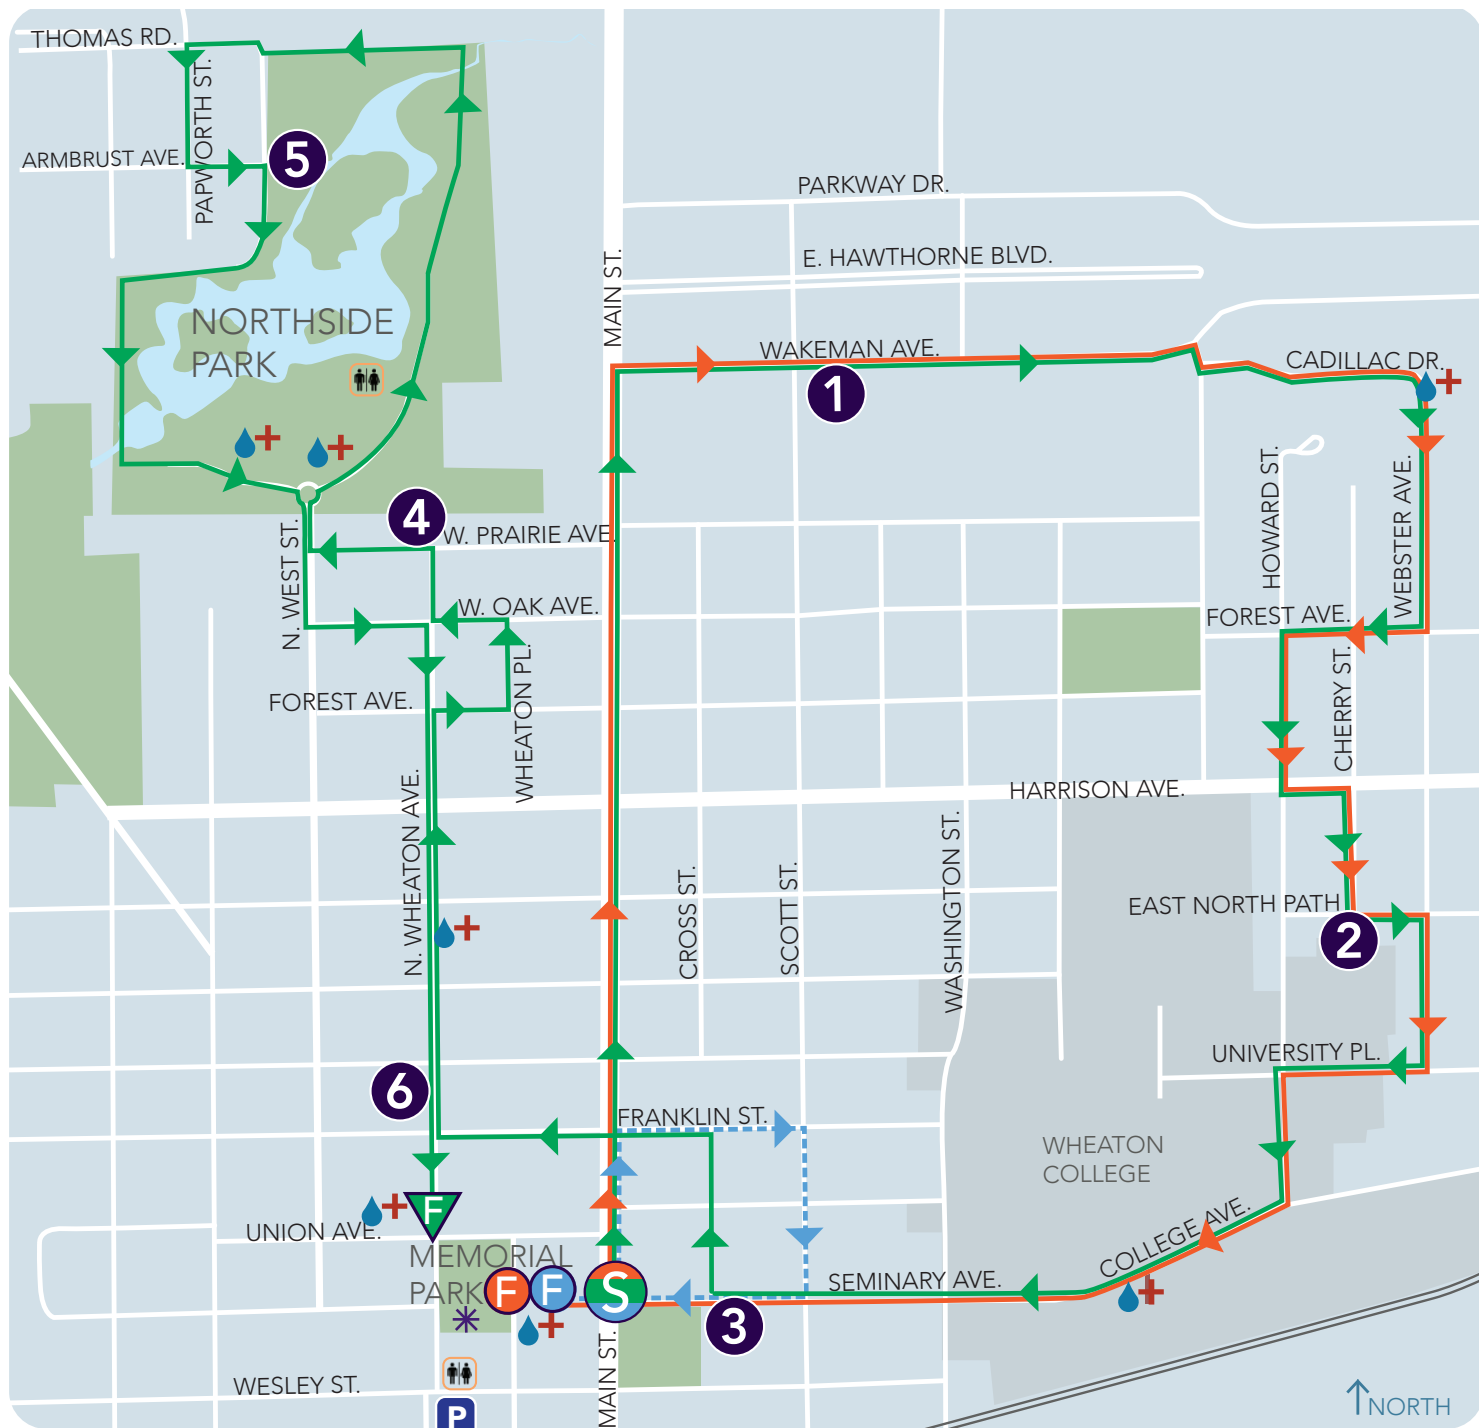 THOMAS RD.
PAPWORTH ST.
ARMBRUST AVE.
5
PARKWAY DR.
E. HAWTHORNE BLVD.
MAIN ST.
NORTHSIDE
PARK
WAKEMAN AVE.
1
CADILLAC DR.
HOWARD ST.
WEBSTER AVE.
4
W. PRAIRIE AVE.
N. WEST ST.
W. OAK AVE.
FOREST AVE.
CHERRY ST.
FOREST AVE.
WHEATON PL.
HARRISON AVE.
N. WHEATON AVE.
CROSS ST.
SCOTT ST.
WASHINGTON ST.
EAST NORTH PATH
2
UNIVERSITY PL.
6
FRANKLIN ST.
WHEATON
COLLEGE
F
UNION AVE.
COLLEGE AVE.
MEMORIAL
PARK
F
F
S
SEMINARY AVE.
3
MAIN ST.
WESLEY ST.
P
NORTH